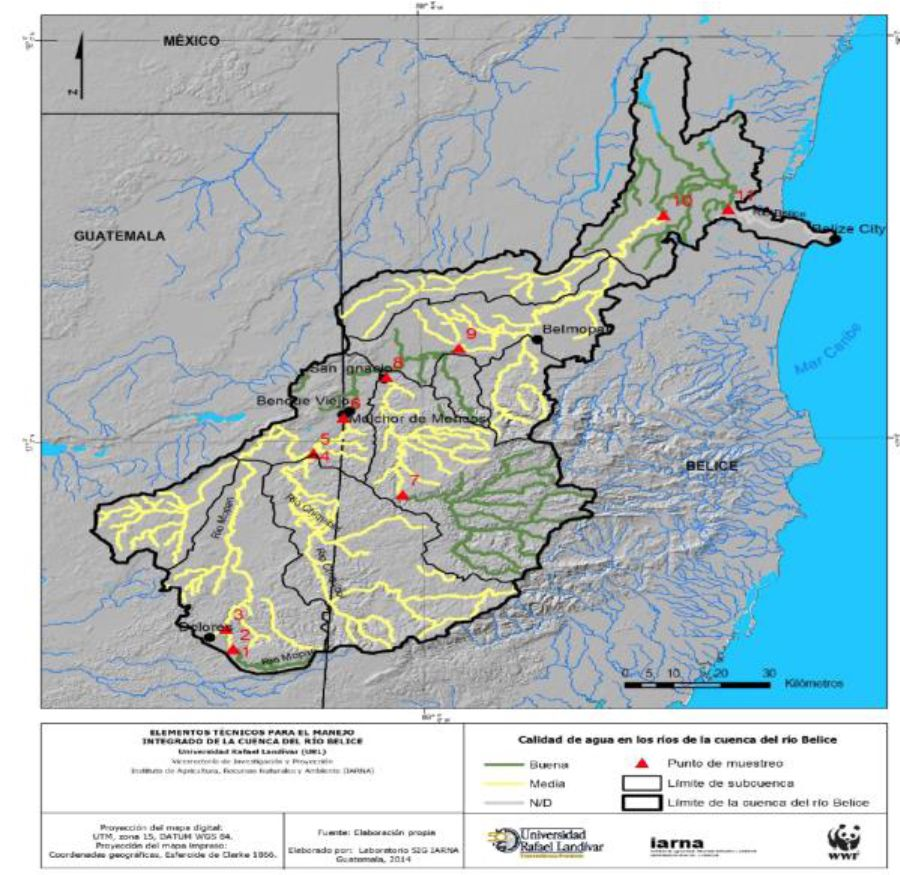 MÉXICO
N
GUATEMALA
10
11
Belize City
Belmopan
9
8
San Ignacio
Benque Viejo
6
Melchor de Mencos
Mar Caribe
5
4
BELICE
7
Río Mopan
Río Chiquibul
3
Dolores
2
1
Río Mopan
0 5 10 20 30
Kilómetros
ELEMENTOS TÉCNICOS PARA EL MANEJO
INTEGRADO DE LA CUENCA DEL RÍO BELICE
Universidad Rafael Landívar (URL)
Vicerrectoría de Investigación y Proyección
Instituto de Agricultura, Recursos Naturales y Ambiente (IARNA)
Proyección del mapa digital:
UTM, zona 15, DATUM WGS 84.
Proyección del mapa impreso:
Coordenadas geográficas, Esferoide de Clarke 1866.
Fuente: Elaboración propia
Elaborado por: Laboratorio SIG IARNA
Guatemala, 2014
Calidad de agua en los ríos de la cuenca del río Belice
Buena
Media
N/D
Punto de muestreo
Límite de subcuenca
Límite de la cuenca del río Belice
Universidad
Rafael Landívar
iarna
WWF